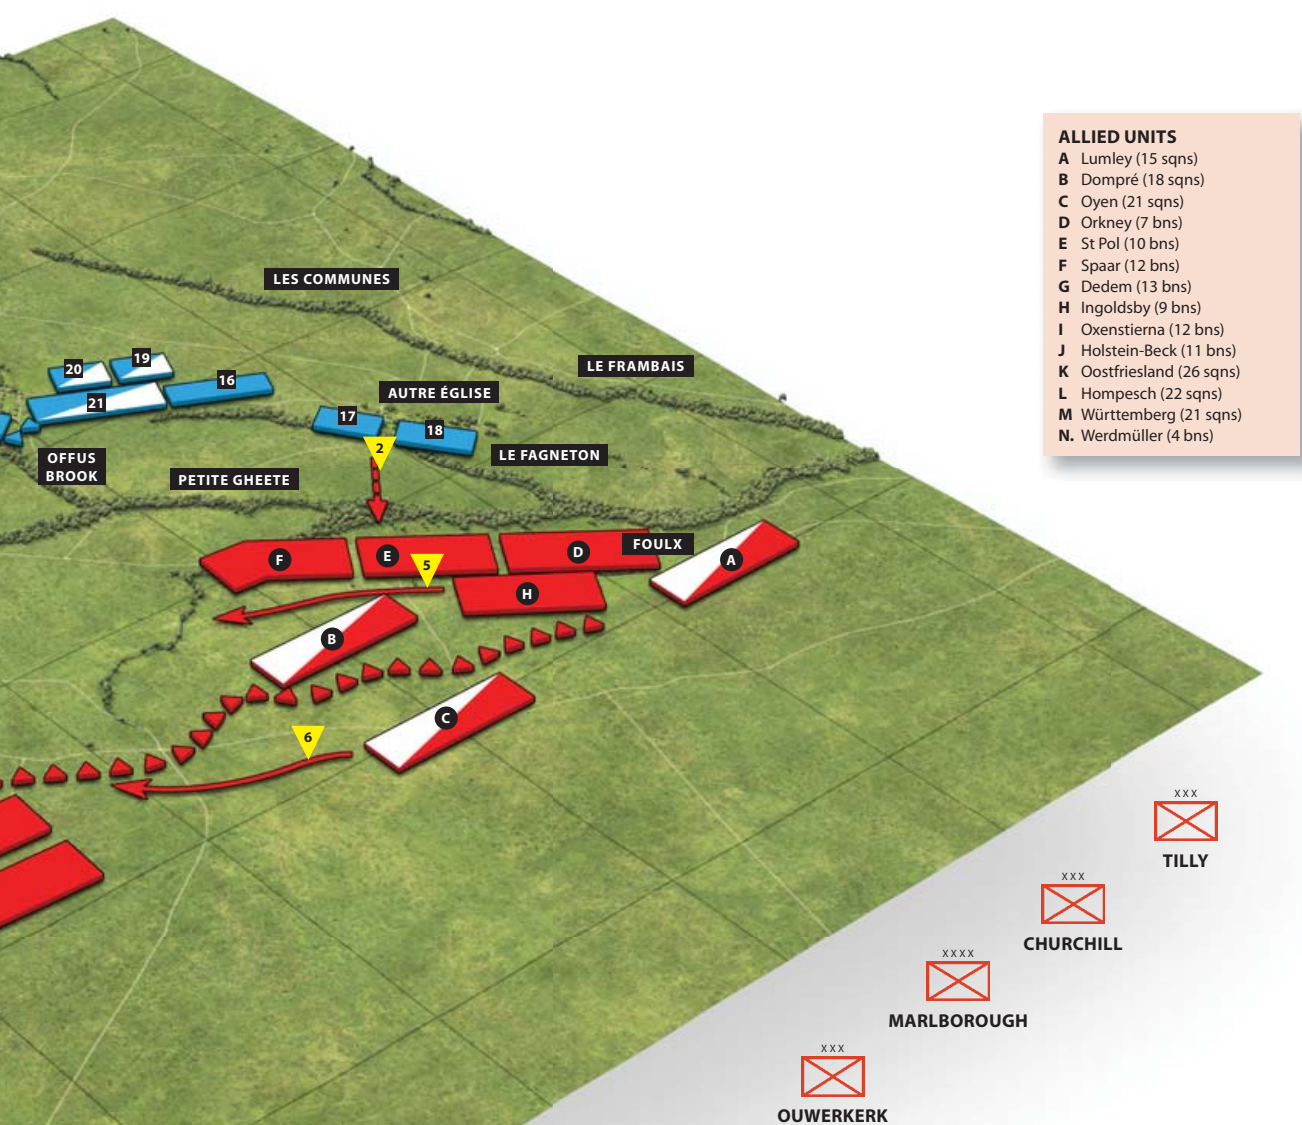 ALLIED UNITS
A Lumley (15 sqns)
B Dompré (18 sqns)
C Oyen (21 sqns)
D Orkney (7 bns)
E St Pol (10 bns)
F Spaar (12 bns)
G Dedem (13 bns)
H Ingoldsby (9 bns)
I Oxenstierna (12 bns)
J Holstein-Beck (11 bns)
K Oostfriesland (26 sqns)
L Hompesch (22 sqns)
M Württemberg (21 sqns)
N. Werdmüller (4 bns)
LES COMMUNES
LE FRAMBAIS
20
19
16
21
AUTRE ÉGLISE
17
18
2
OFFUS
BROOK
LE FAGNETON
PETITE GHEETE
F
E
5
D
FOULX
A
H
B
C
6
xxx
TILLY
xxx
CHURCHILL
xxxx
MARLBOROUGH
xxx
OUWERKERK